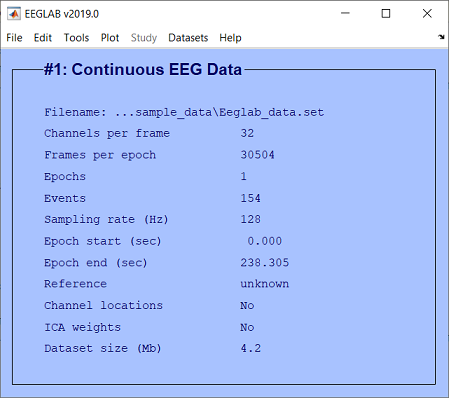 EEGLAB v2019.0
File Edit Tools Plot Study Datasets Help
#1: Continuous EEG Data
Filename: ...sample_data\Eeglab_data.set
Channels per frame 32
Frames per epoch 30504
Epochs 1
Events 154
Sampling rate (Hz) 128
Epoch start (sec) 0.000
Epoch end (sec) 238.305
Reference unknown
Channel locations No
ICA weights No
Dataset size (Mb) 4.2